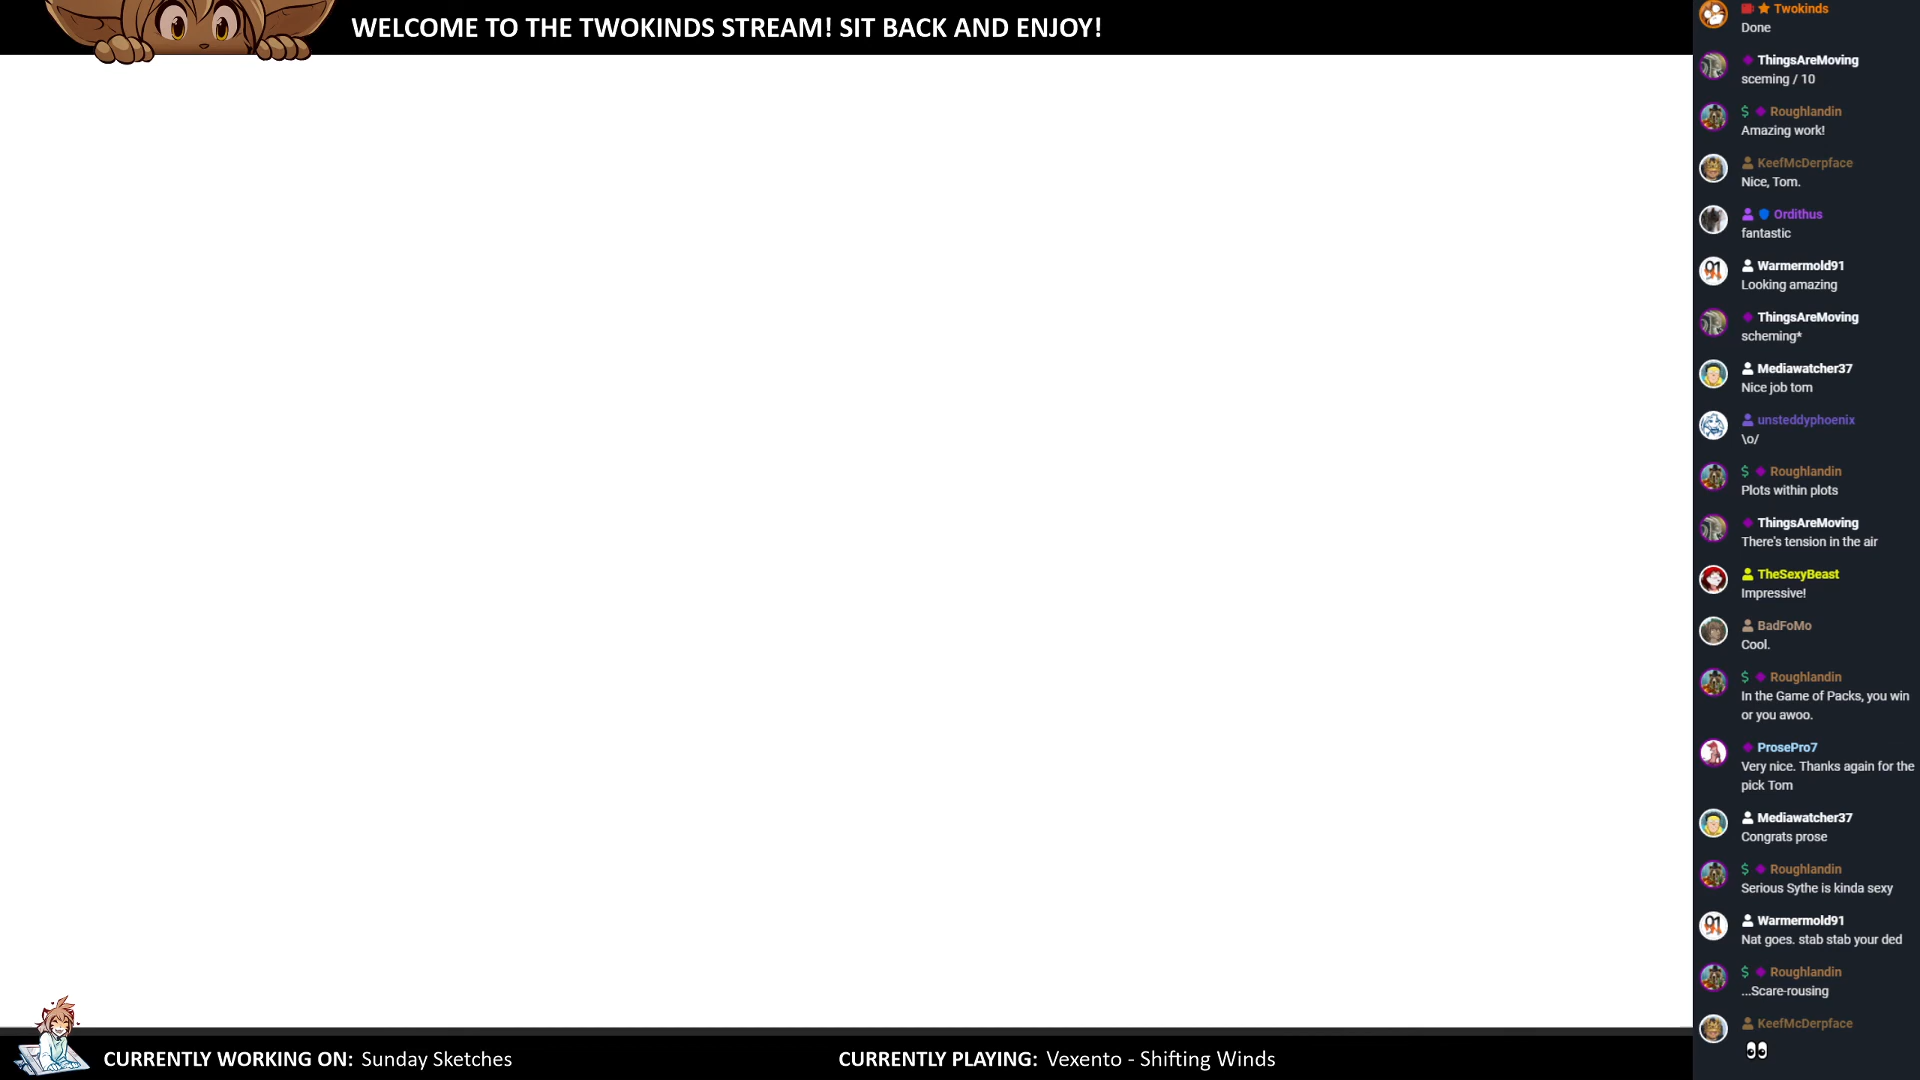 WELCOME TO THE TWOKINDS STREAM! SIT BACK AND ENJOY!
Twokinds
Done
ThingsAreMoving
sceming / 10
$ Roughlandin
Amazing work!
KeefMcDerpface
Nice, Tom.
Ordithus
fantastic
Warmermold91
Looking amazing
ThingsAreMoving
scheming*
Mediawatcher37
Nice job tom
unsteddyphoenix
\o/
$ Roughlandin
Plots within plots
ThingsAreMoving
There's tension in the air
TheSexyBeast
Impressive!
BadFoMo
Cool.
$ Roughlandin
In the Game of Packs, you win
or you awoo.
ProsePro7
Very nice. Thanks again for the
pick Tom
Mediawatcher37
Congrats prose
$ Roughlandin
Serious Sythe is kinda sexy
Warmermold91
Nat goes. stab stab your ded
$ Roughlandin
...Scare-rousing
KeefMcDerpface
CURRENTLY WORKING ON: Sunday Sketches
CURRENTLY PLAYING: Vexento - Shifting Winds